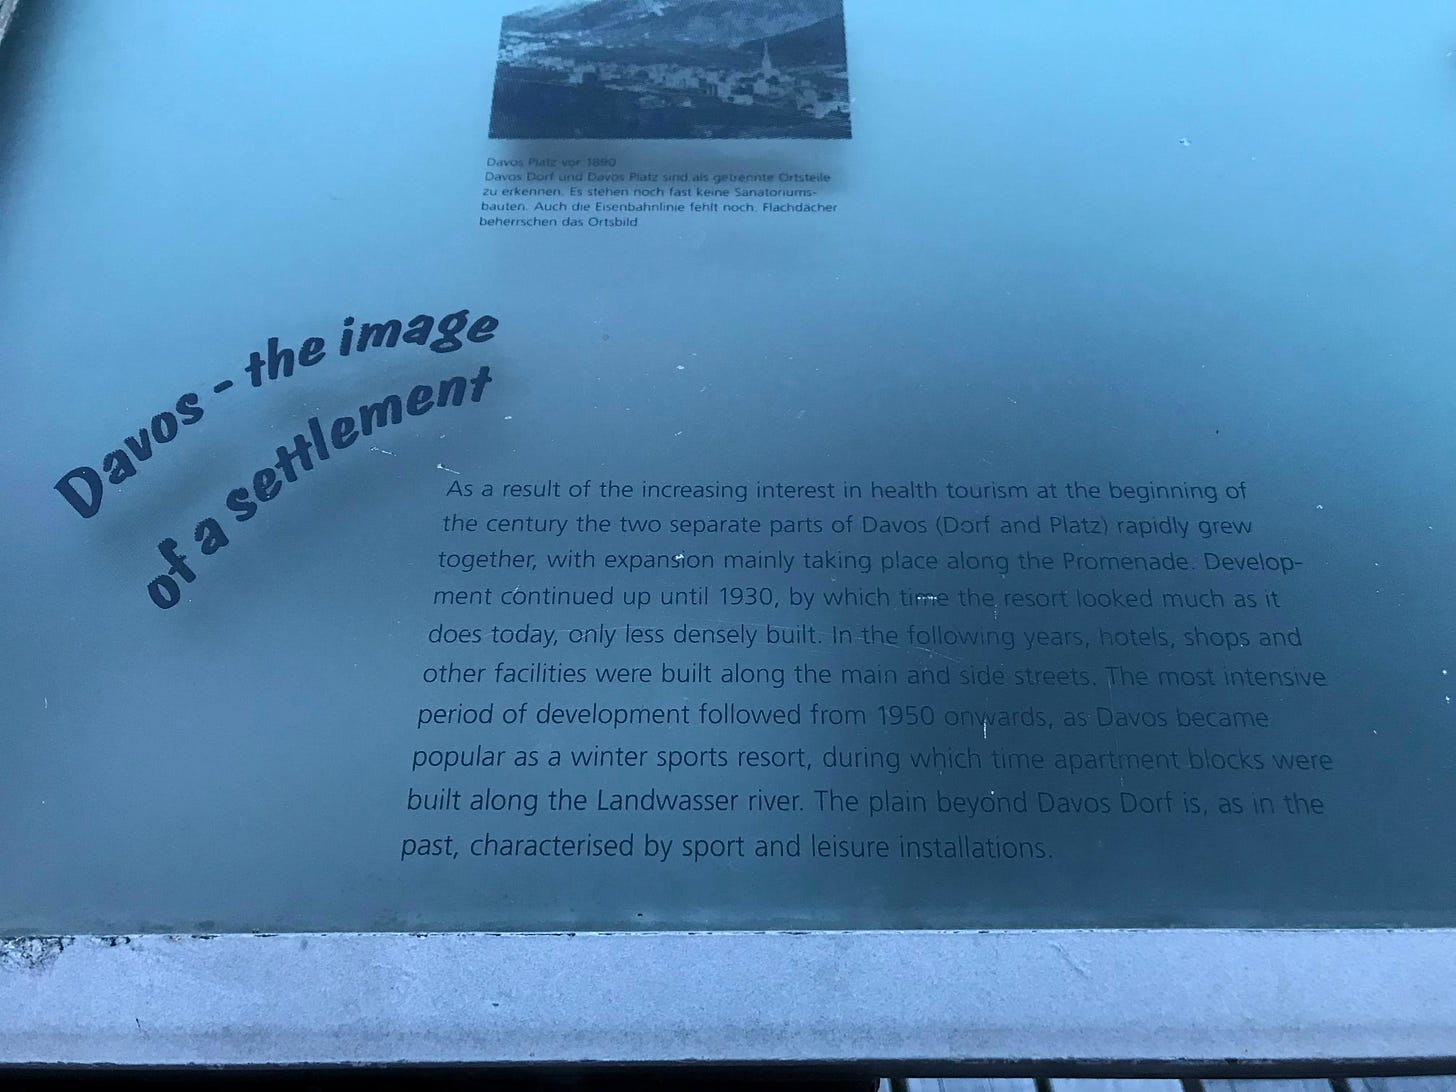 Davos Platz vor 1890
Davos Dorf und Davos Platz sind als getrennte Ortsteile
zu erkennen. Es stehen noch fast keine Sanatoriums-
bauten. Auch die Eisenbahnlinie fehlt noch. Flachdächer
beherrschen das Ortsbild.
Davos - the image
of a settlement
As a result of the increasing interest in health tourism at the beginning of
the century the two separate parts of Davos (Dorf and Platz) rapidly grew
together, with expansion mainly taking place along the Promenade. Develop-
ment continued up until 1930, by which time the resort looked much as it
does today, only less densely built. In the following years, hotels, shops and
other facilities were built along the main and side streets. The most intensive
period of development followed from 1950 onwards, as Davos became
popular as a winter sports resort, during which time apartment blocks were
built along the Landwasser river. The plain beyond Davos Dorf is, as in the
past, characterised by sport and leisure installations.